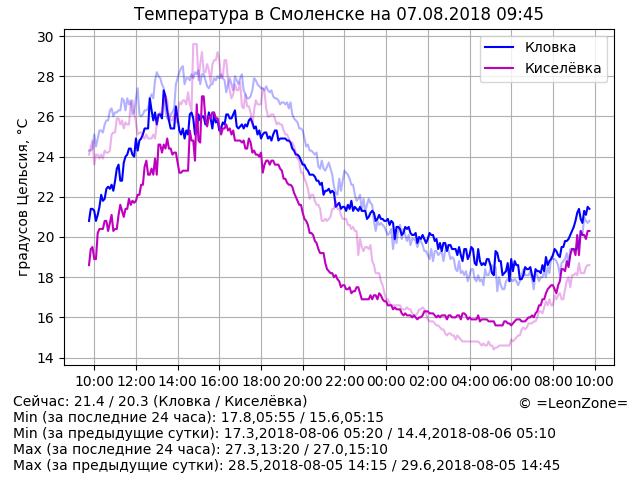 Температура в Смоленске на 07.08.2018 09:45
Кловка
Киселёвка
градусов Цельсия, °C
30
28
26
24
22
20
18
16
14
10:00 12:00 14:00 16:00 18:00 20:00 22:00 00:00 02:00 04:00 06:00 08:00 10:00
Сейчас: 21.4 / 20.3 (Кловка / Киселёвка)
© =LeonZone=
Min (за последние 24 часа): 17.8,05:55 / 15.6,05:15
Min (за предыдущие сутки): 17.3,2018-08-06 05:20 / 14.4,2018-08-06 05:10
Max (за последние 24 часа): 27.3,13:20 / 27.0,15:10
Max (за предыдущие сутки): 28.5,2018-08-05 14:15 / 29.6,2018-08-05 14:45